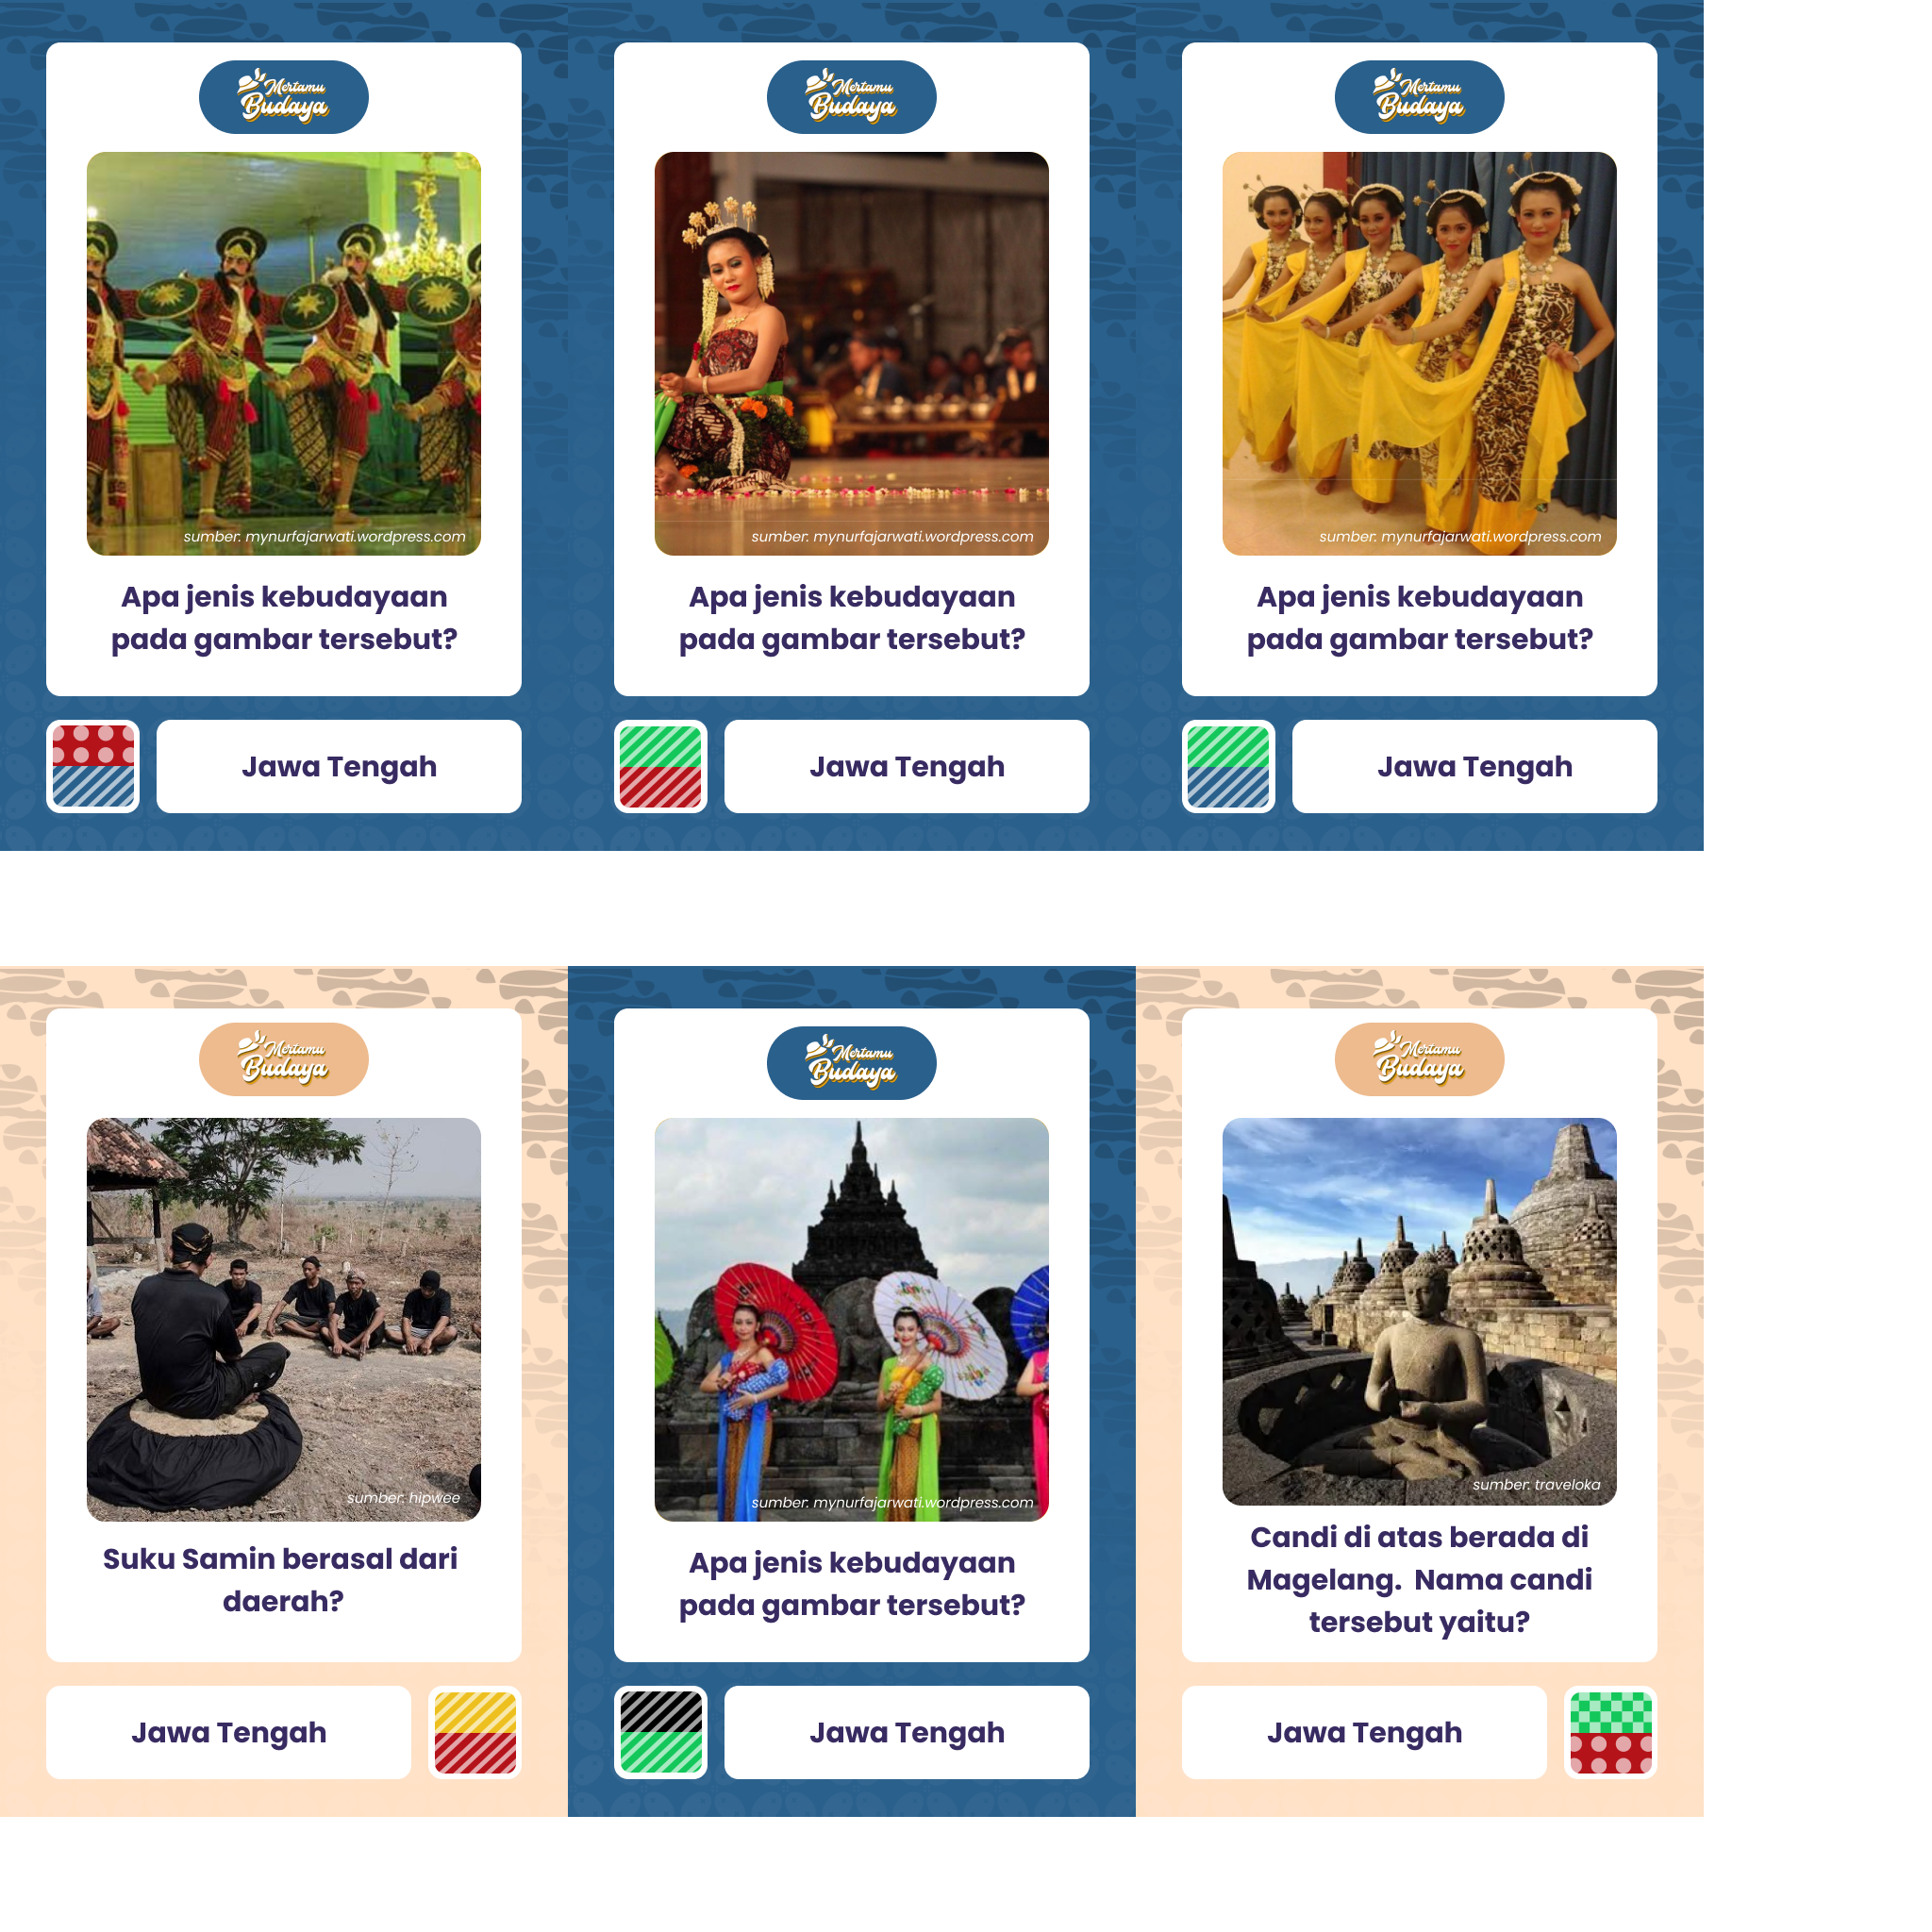 Mertamu
Budaya
sumber: mynurfajarwati.wordpress.com
Apa jenis kebudayaan
pada gambar tersebut?
Jawa Tengah
Mertamu
Budaya
sumber: mynurfajarwati.wordpress.com
Apa jenis kebudayaan
pada gambar tersebut?
Jawa Tengah
Mertamu
Budaya
sumber: mynurfajarwati.wordpress.com
Apa jenis kebudayaan
pada gambar tersebut?
Jawa Tengah
Mertamu
Budaya
sumber: hipwee
Suku Samin berasal dari
daerah?
Jawa Tengah
Mertamu
Budaya
sumber: mynurfajarwati.wordpress.com
Apa jenis kebudayaan
pada gambar tersebut?
Jawa Tengah
Mertamu
Budaya
sumber: traveloka
Candi di atas berada di
Magelang. Nama candi
tersebut yaitu?
Jawa Tengah